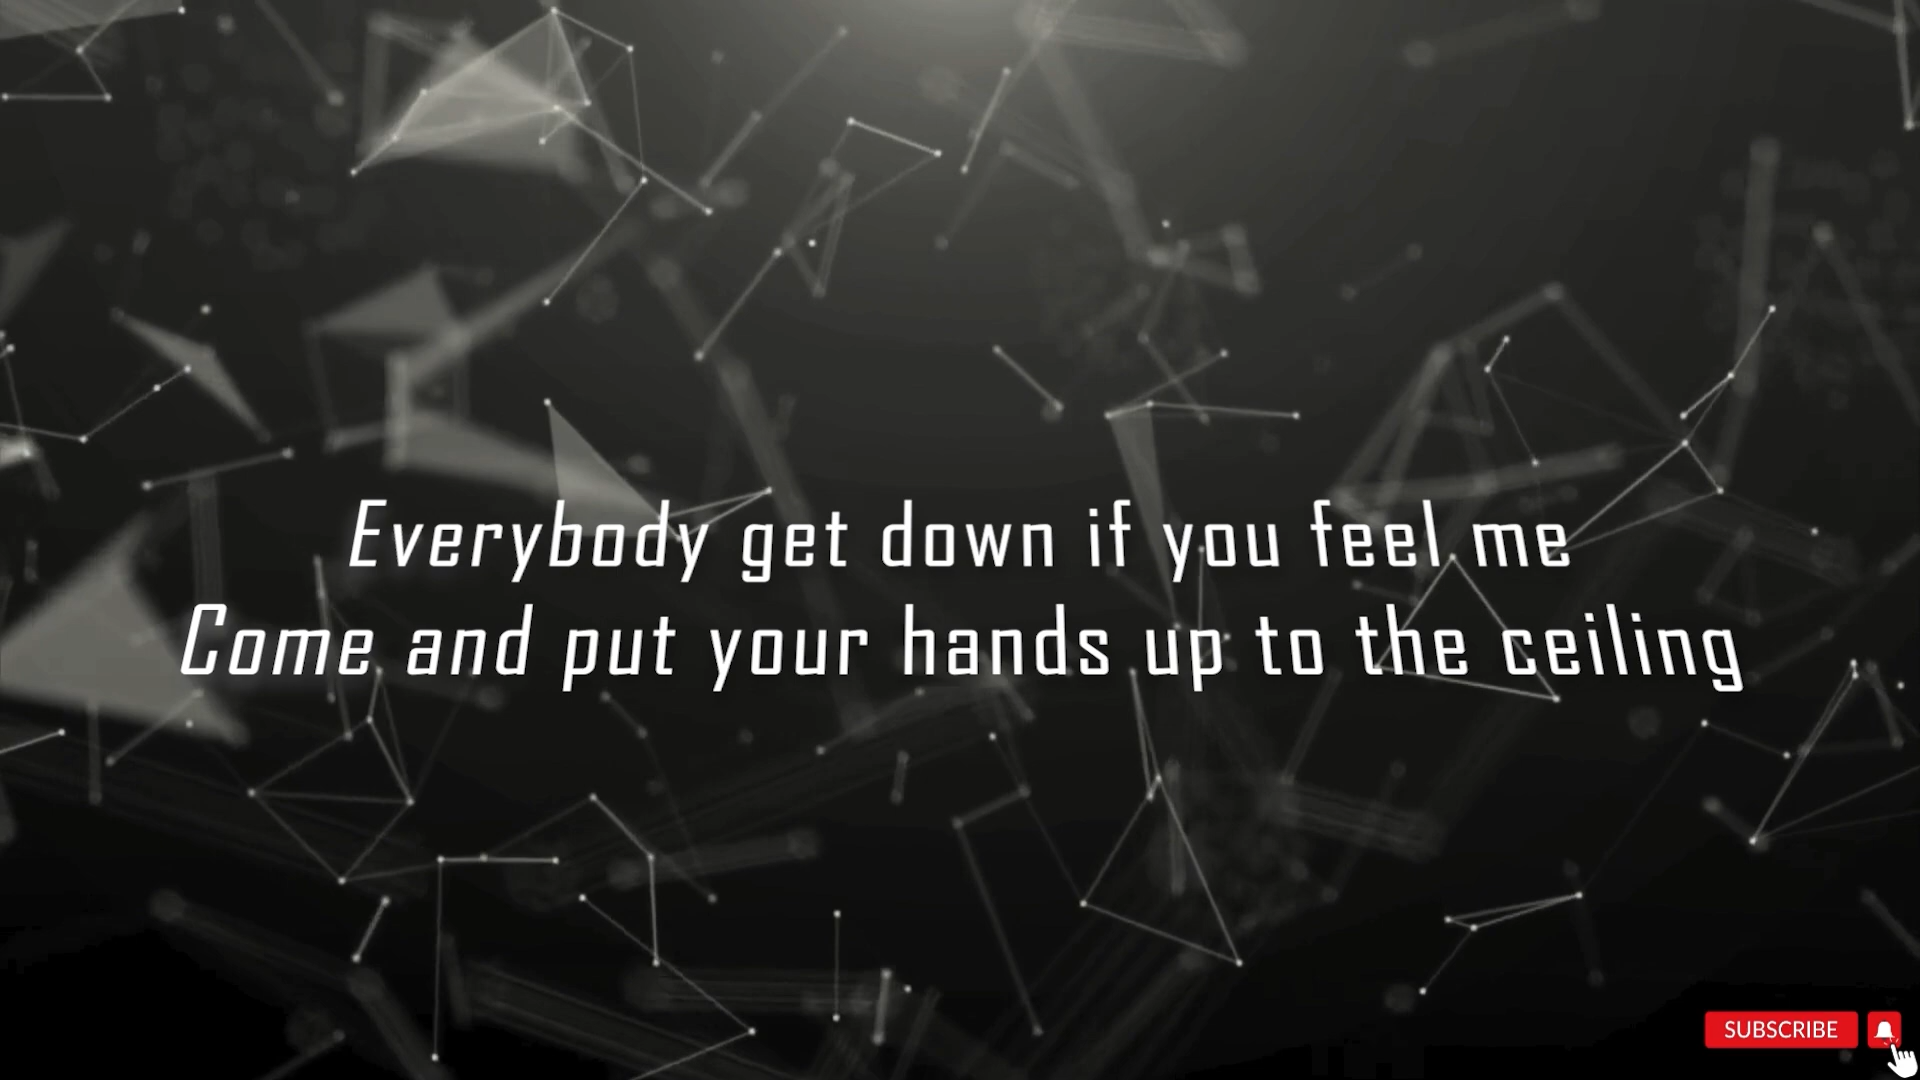 Everybody get down if you feel me
Come and put your hands up to the ceiling
SUBSCRIBE